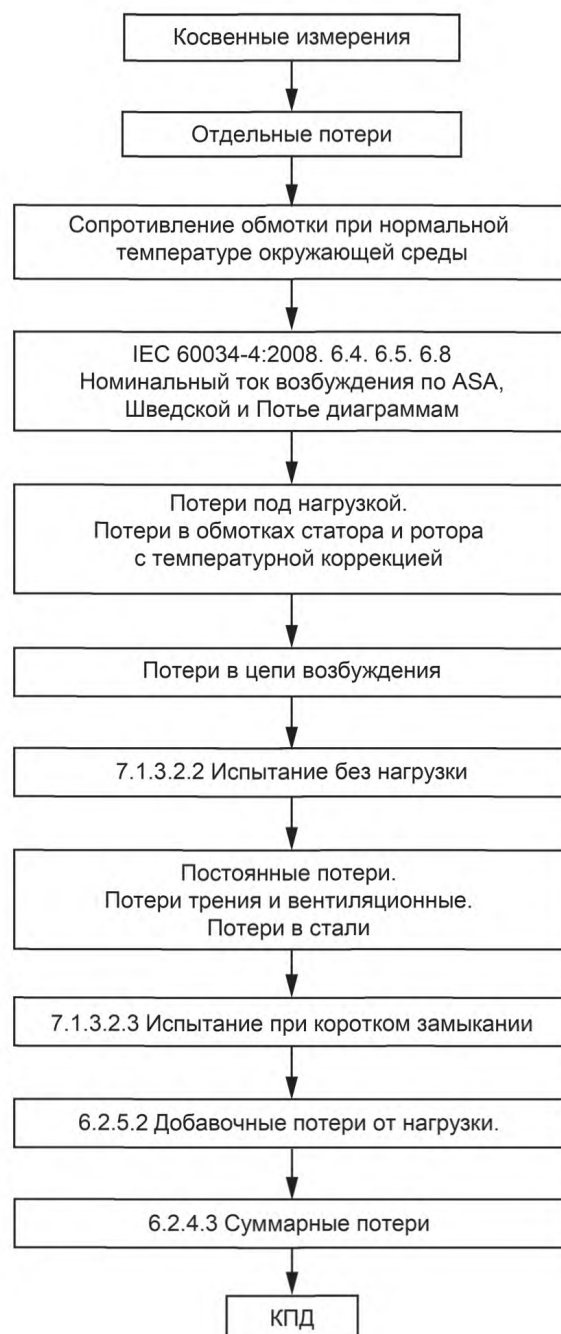 Косвенные измерения
Отдельные потери
Сопротивление обмотки при нормальной
температуре окружающей среды
IEC 60034-4:2008. 6.4. 6.5. 6.8
Номинальный ток возбуждения по ASA,
Шведской и Потье диаграммам
Потери под нагрузкой.
Потери в обмотках статора и ротора
с температурной коррекцией
Потери в цепи возбуждения
7.1.3.2.2 Испытание без нагрузки
Постоянные потери.
Потери трения и вентиляционные.
Потери в стали
7.1.3.2.3 Испытание при коротком замыкании
6.2.5.2 Добавочные потери от нагрузки.
6.2.4.3 Суммарные потери
КПД